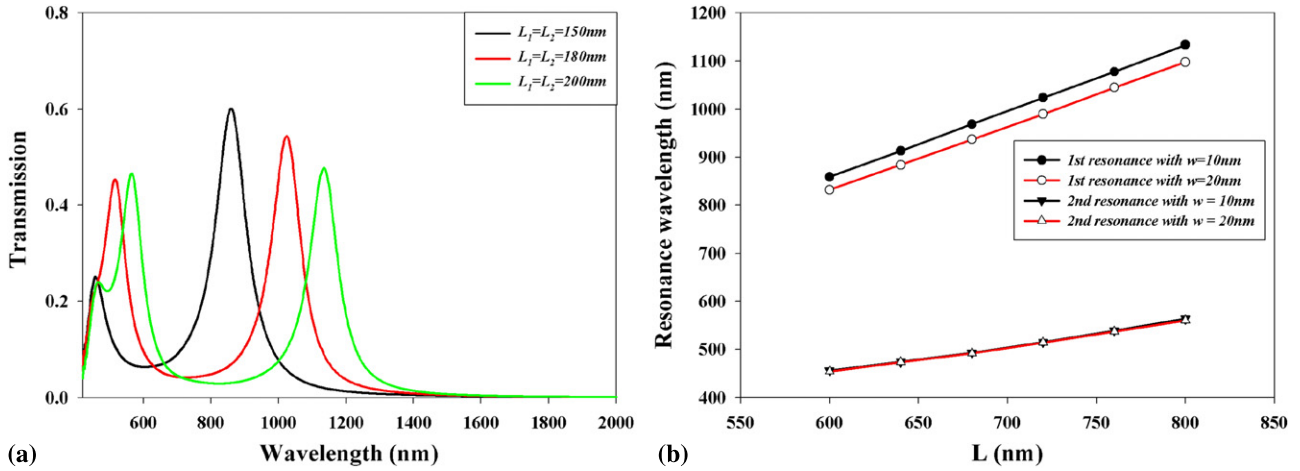 0.8
0.6
0.4
0.2
0.0
Transmission
L1=L2=150nm
L1=L2=180nm
L1=L2=200nm
600 800 1000 1200 1400 1600 1800 2000
Wavelength (nm)
(a)
1200
1100
1000
900
800
700
600
500
400
Resonance wavelength (nm)
1st resonance with w=10nm
1st resonance with w=20nm
2nd resonance with w = 10nm
2nd resonance with w = 20nm
550 600 650 700 750 800 850
L (nm)
(b)